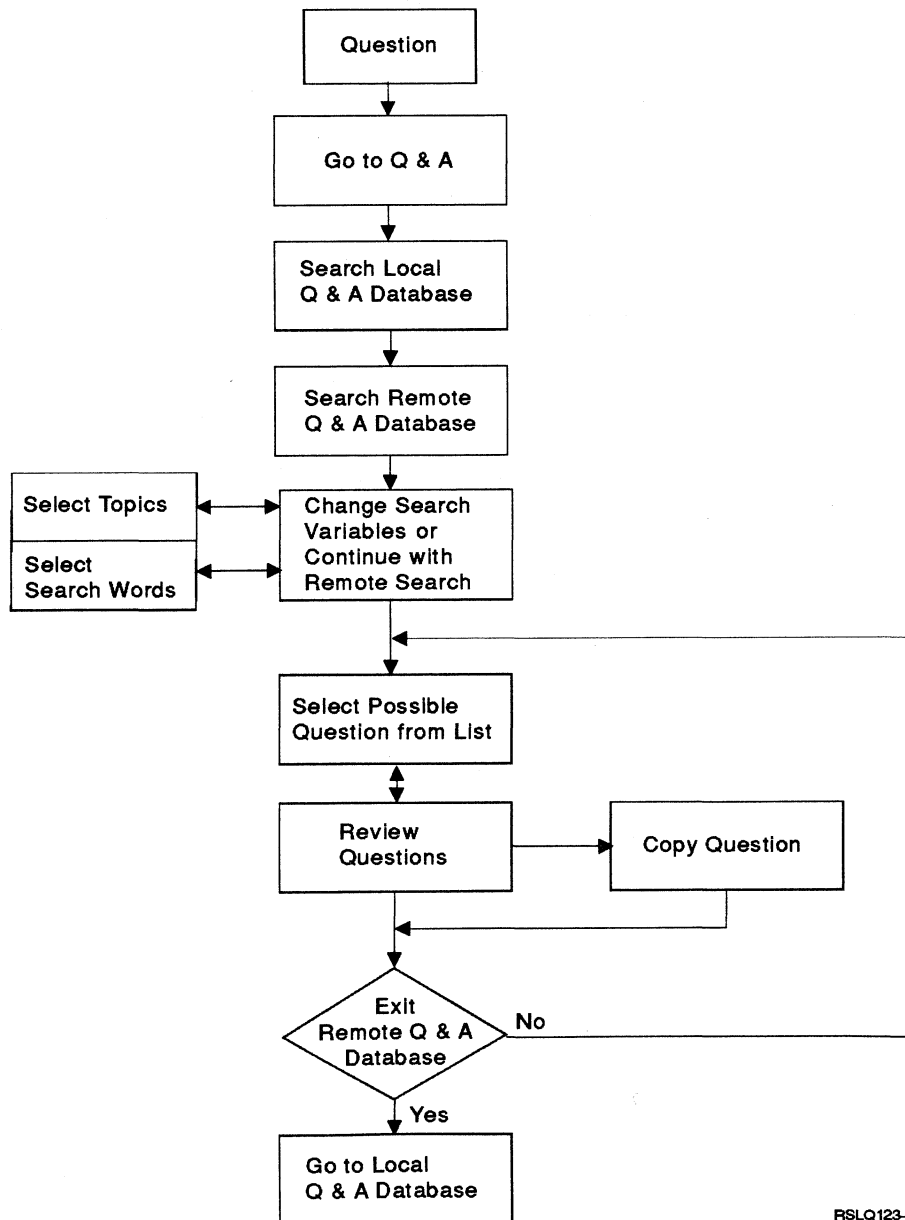 Question
Go to Q & A
Search Local
Q & A Database
Search Remote
Q & A Database
Select Topics
Select
Search Words
Change Search
Variables or
Continue with
Remote Search
Select Possible
Question from List
Review
Questions
Copy Question
Exit
Remote Q & A
Database
No
Yes
Go to Local
Q & A Database
RSLQ123-